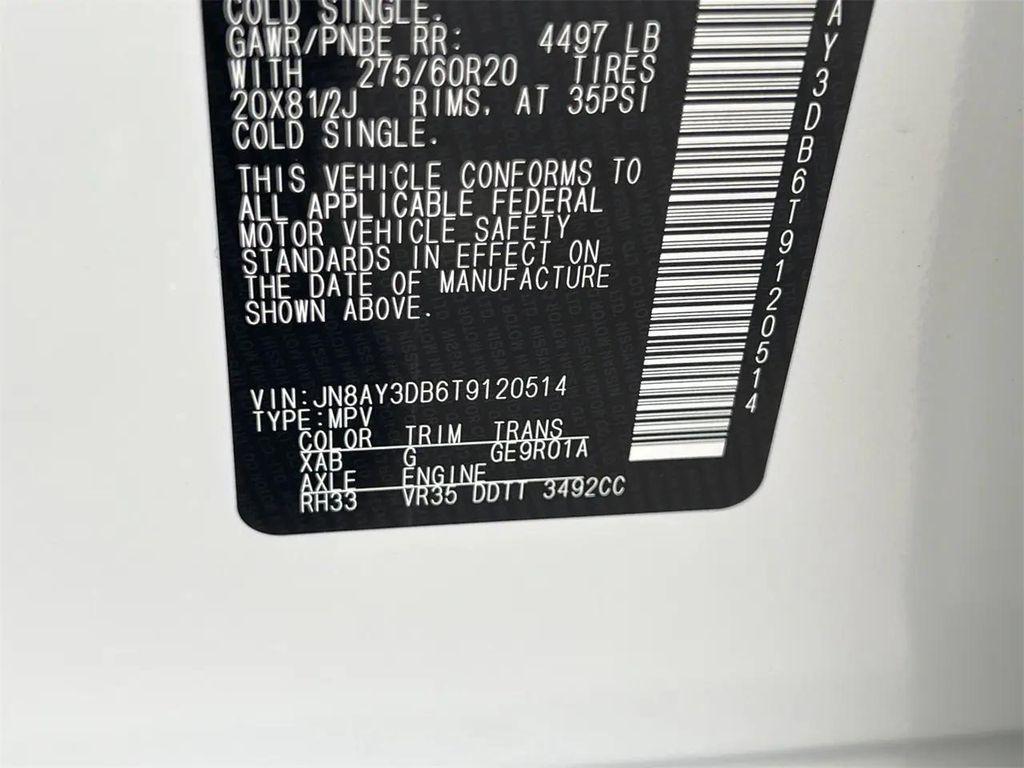 COLD SINGLE.
GAWR/PNBE RR: 4497 LB
WITH 275/60R20 TIRES
20X81/2J RIMS, AT 35PSI
COLD SINGLE.
THIS VEHICLE CONFORMS TO
ALL APPLICABLE FEDERAL
MOTOR VEHICLE SAFETY
STANDARDS IN EFFECT ON
THE DATE OF MANUFACTURE
SHOWN ABOVE.
VIN:JN8AY3DB6T9120514
TYPE:MPV
COLOR TRIM TRANS
XAB G GE9R01A
AXLE ENGINE
RH33 VR35 DDTT 3492CC
AY3DB6T9120514